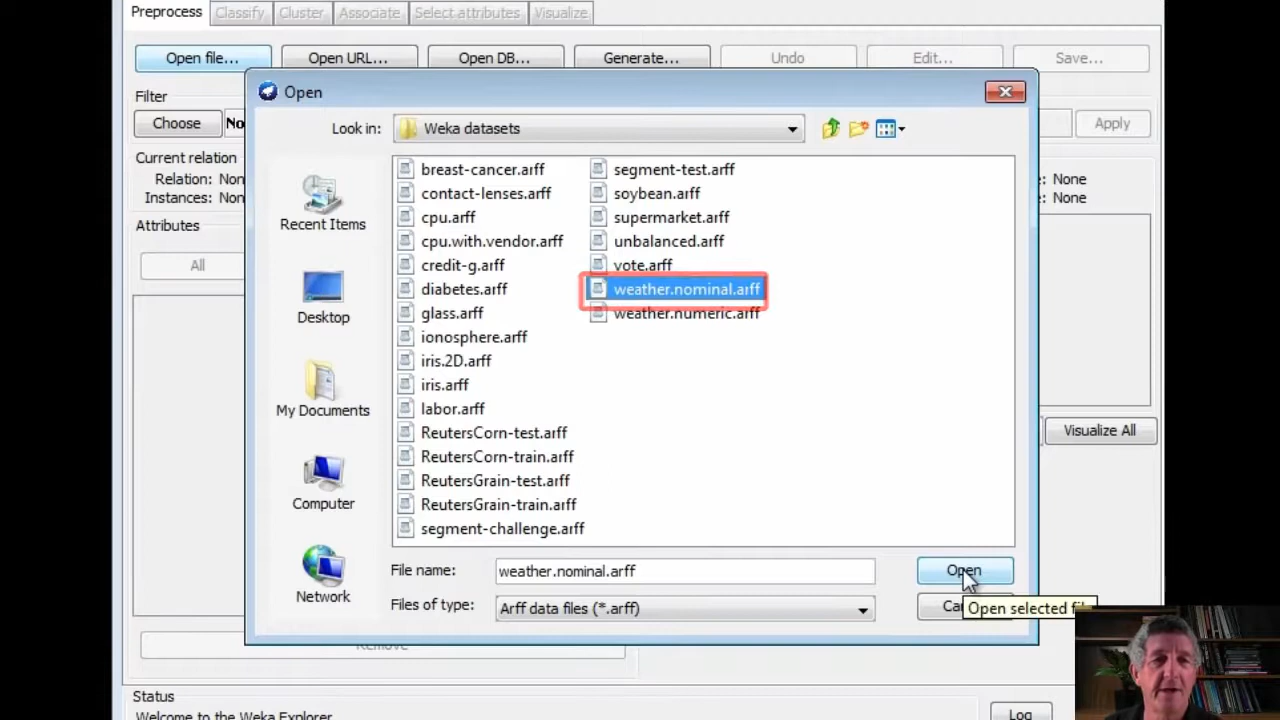 Preprocess Classify Cluster Associate Select attributes Visualize
Open file... Open URL... Open DB... Generate... Undo Edit... Save...
Open
Filter
Choose No Apply
Look in: Weka datasets
Current relation
Relation: Non : None
Instances: Non : None
Attributes
All
Recent Items
Desktop
My Documents
Computer
Network
breast-cancer.arff
contact-lenses.arff
cpu.arff
cpu.with.vendor.arff
credit-g.arff
diabetes.arff
glass.arff
ionosphere.arff
iris.2D.arff
iris.arff
labor.arff
ReutersCorn-test.arff
ReutersCorn-train.arff
ReutersGrain-test.arff
ReutersGrain-train.arff
segment-challenge.arff
segment-test.arff
soybean.arff
supermarket.arff
unbalanced.arff
vote.arff
weather.nominal.arff
weather.numeric.arff
Visualize All
File name: weather.nominal.arff Open
Files of type: Arff data files (*.arff)
Open selected
Remove
Status
Welcome to the Weka Explorer
Log